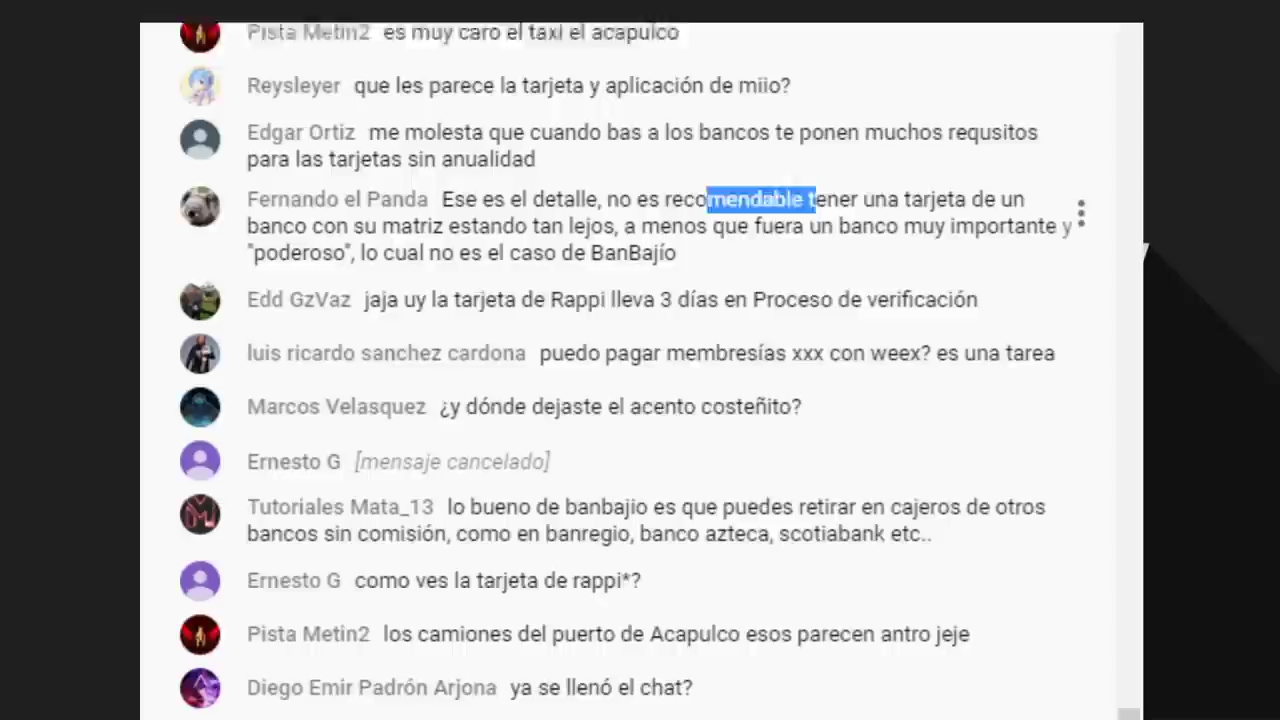 Pista Metin2 es muy caro el taxi el acapulco
Reysleyer que les parece la tarjeta y aplicación de miio?
Edgar Ortiz me molesta que cuando bas a los bancos te ponen muchos requsitos
para las tarjetas sin anualidad
Fernando el Panda Ese es el detalle, no es recomendable tener una tarjeta de un
banco con su matriz estando tan lejos, a menos que fuera un banco muy importante y
"poderoso", lo cual no es el caso de BanBajío
Edd GzVaz jaja uy la tarjeta de Rappi lleva 3 días en Proceso de verificación
luis ricardo sanchez cardona puedo pagar membresías xxx con weex? es una tarea
Marcos Velasquez ¿y dónde dejaste el acento costeñito?
Ernesto G [mensaje cancelado]
Tutoriales Mata_13 lo bueno de banbajio es que puedes retirar en cajeros de otros
bancos sin comisión, como en banregio, banco azteca, scotiabank etc..
Ernesto G como ves la tarjeta de rappi*?
Pista Metin2 los camiones del puerto de Acapulco esos parecen antro jeje
Diego Emir Padrón Arjona ya se llenó el chat?